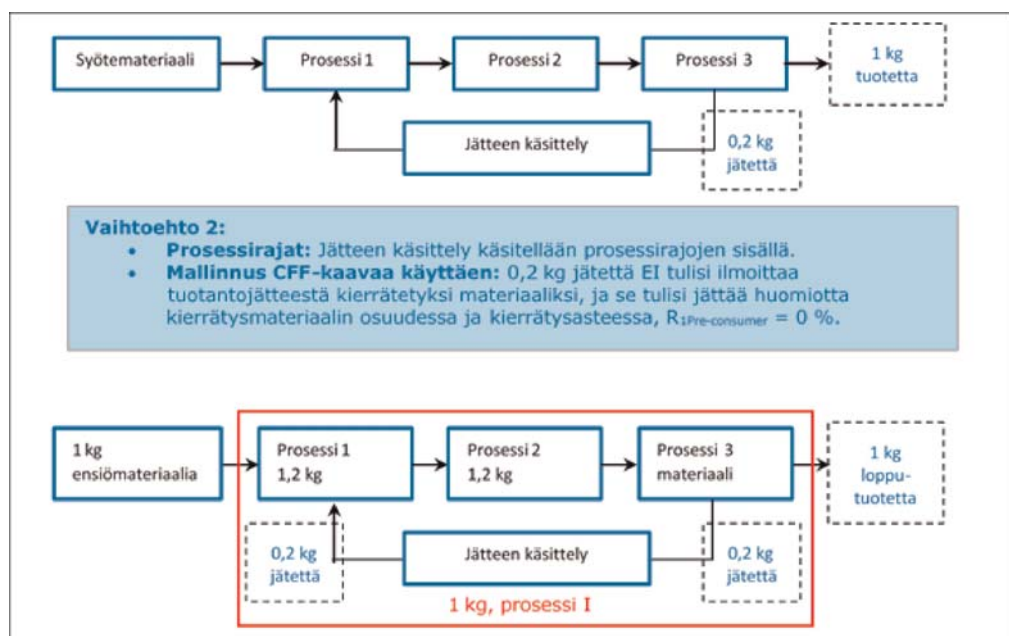 Syötemateriaali
Prosessi 1
Prosessi 2
Prosessi 3
1 kg
tuotetta
Jätteen käsittely
0,2 kg
jätettä
Vaihtoehto 2:
• Prosessirajat: Jätteen käsittely käsitellään prosessirajojen sisällä.
• Mallinnus CFF-kaavaa käyttäen: 0,2 kg jätettä EI tulisi ilmoittaa
tuotantojätteestä kierrätetyksi materiaaliksi, ja se tulisi jättää huomiotta
kierrätysmateriaalin osuudessa ja kierrätysasteessa, R1Pre-consumer = 0 %.
1 kg
ensiömateriaalia
Prosessi 1
1,2 kg
Prosessi 2
1,2 kg
Prosessi 3
materiaali
1 kg
loppu-
tuotetta
0,2 kg
jätettä
Jätteen käsittely
0,2 kg
jätettä
1 kg, prosessi I